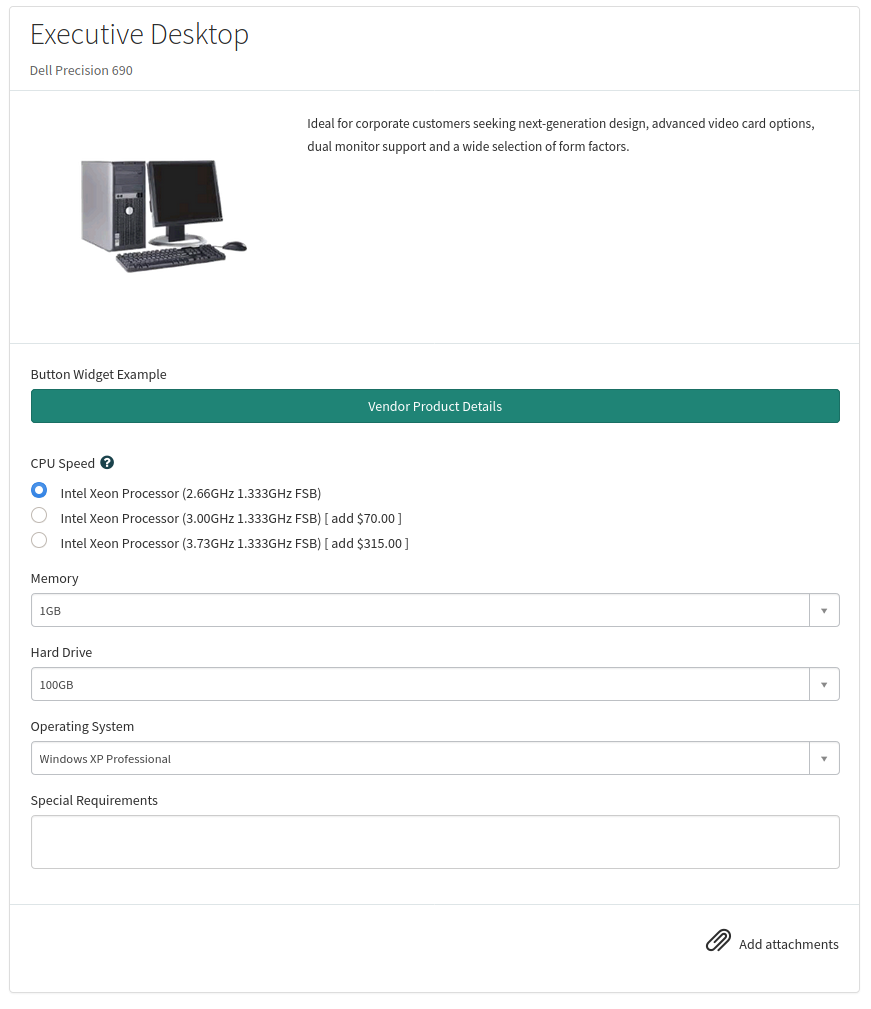 Executive Desktop
Dell Precision 690
Ideal for corporate customers seeking next-generation design, advanced video card options,
dual monitor support and a wide selection of form factors.
Button Widget Example
Vendor Product Details
CPU Speed ?
Intel Xeon Processor (2.66GHz 1.333GHz FSB)
Intel Xeon Processor (3.00GHz 1.333GHz FSB) [ add $70.00 ]
Intel Xeon Processor (3.73GHz 1.333GHz FSB) [ add $315.00 ]
Memory
1GB
Hard Drive
100GB
Operating System
Windows XP Professional
Special Requirements
Add attachments